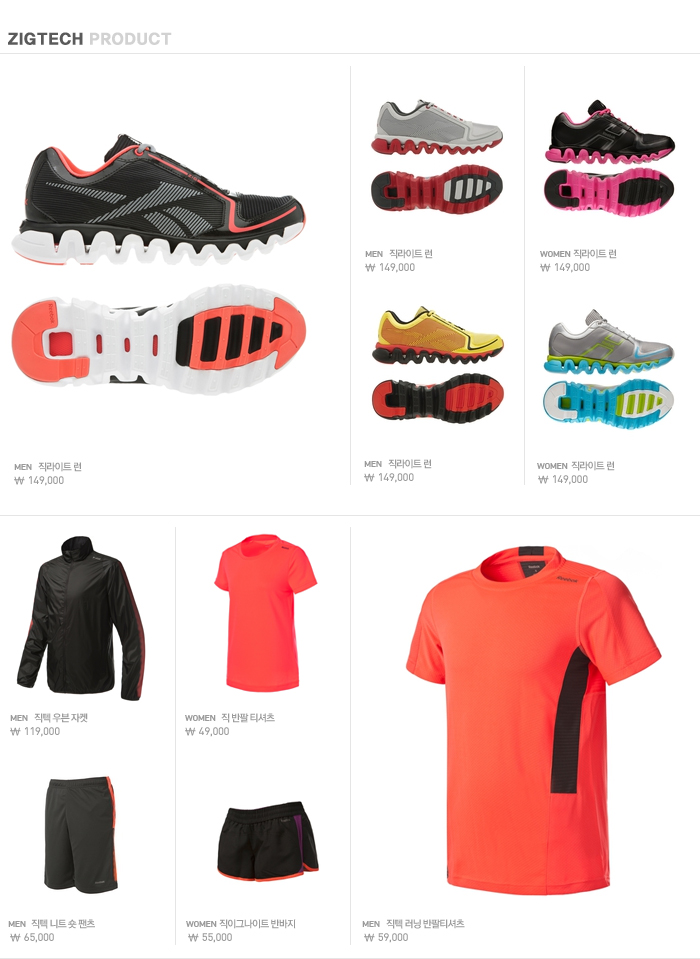 ZIGTECH PRODUCT
MEN 직라이트 런
₩ 149,000
MEN 직라이트 런
₩ 149,000
WOMEN 직라이트 런
₩ 149,000
MEN 직라이트 런
₩ 149,000
WOMEN 직라이트 런
₩ 149,000
MEN 직텍 우븐 자켓
₩ 119,000
WOMEN 직 반팔 티셔츠
₩ 49,000
MEN 직텍 니트 숏 팬츠
₩ 65,000
WOMEN 직이그나이트 반바지
₩ 55,000
Reebok
MEN 직텍 러닝 반팔티셔츠
₩ 59,000